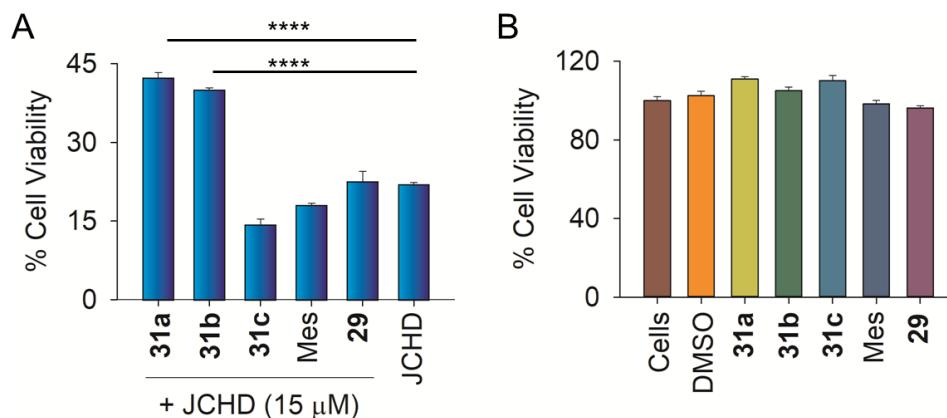 A
****
****
% Cell Viability
45
30
15
0
31a
31b
31c
Mes
29
JCHD
+ JCHD (15 μM)
B
% Cell Viability
120
80
40
0
Cells
DMSO
31a
31b
31c
Mes
29